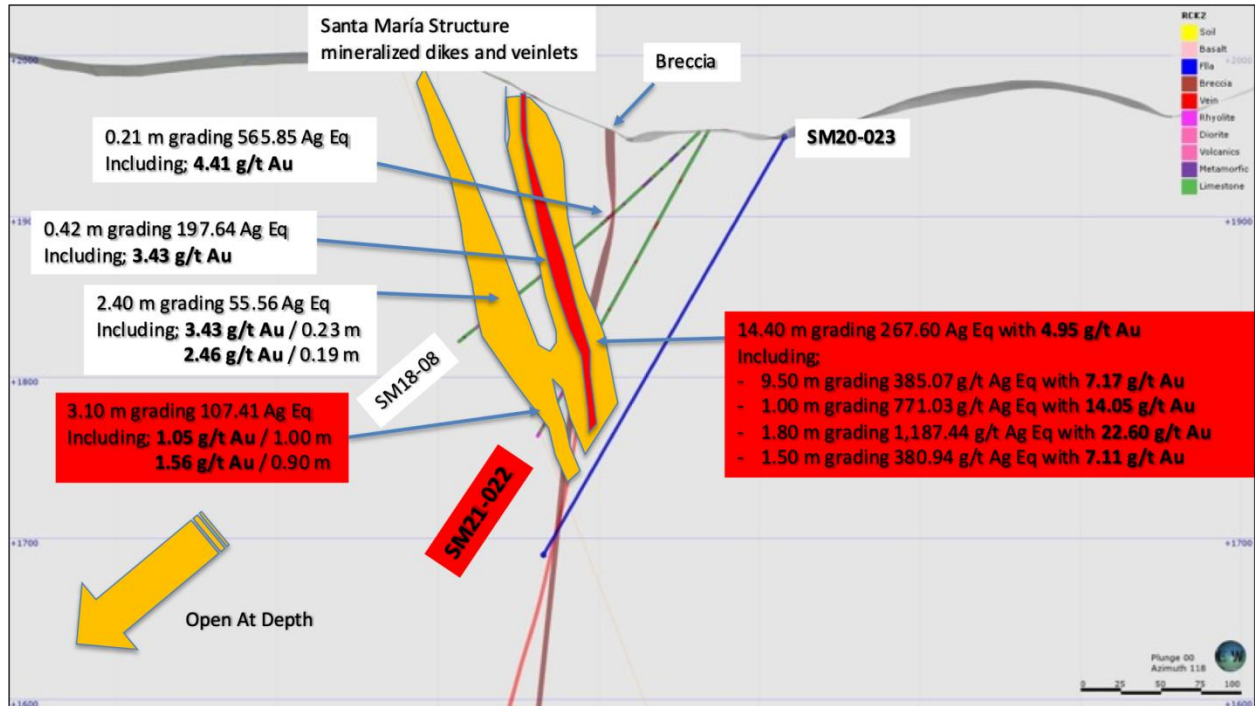 Santa María Structure
mineralized dikes and veinlets
Breccia
RCK2
Soil
Basalt
Flla
Breccia
Vein
Rhyolite
Diorite
Volcanics
Metamorfic
Limestone
+2000
+2000
0.21 m grading 565.85 Ag Eq
Including; 4.41 g/t Au
SM20-023
+1900
0.42 m grading 197.64 Ag Eq
Including; 3.43 g/t Au
2.40 m grading 55.56 Ag Eq
Including; 3.43 g/t Au / 0.23 m
2.46 g/t Au / 0.19 m
SM18-08
14.40 m grading 267.60 Ag Eq with 4.95 g/t Au
Including;
- 9.50 m grading 385.07 g/t Ag Eq with 7.17 g/t Au
- 1.00 m grading 771.03 g/t Ag Eq with 14.05 g/t Au
- 1.80 m grading 1,187.44 g/t Ag Eq with 22.60 g/t Au
- 1.50 m grading 380.94 g/t Ag Eq with 7.11 g/t Au
+1800
3.10 m grading 107.41 Ag Eq
Including; 1.05 g/t Au / 1.00 m
1.56 g/t Au / 0.90 m
SM21-022
+1700
+1700
Open At Depth
Plunge 00
Azimuth 118
0 25 50 75 100
+1600
+1600